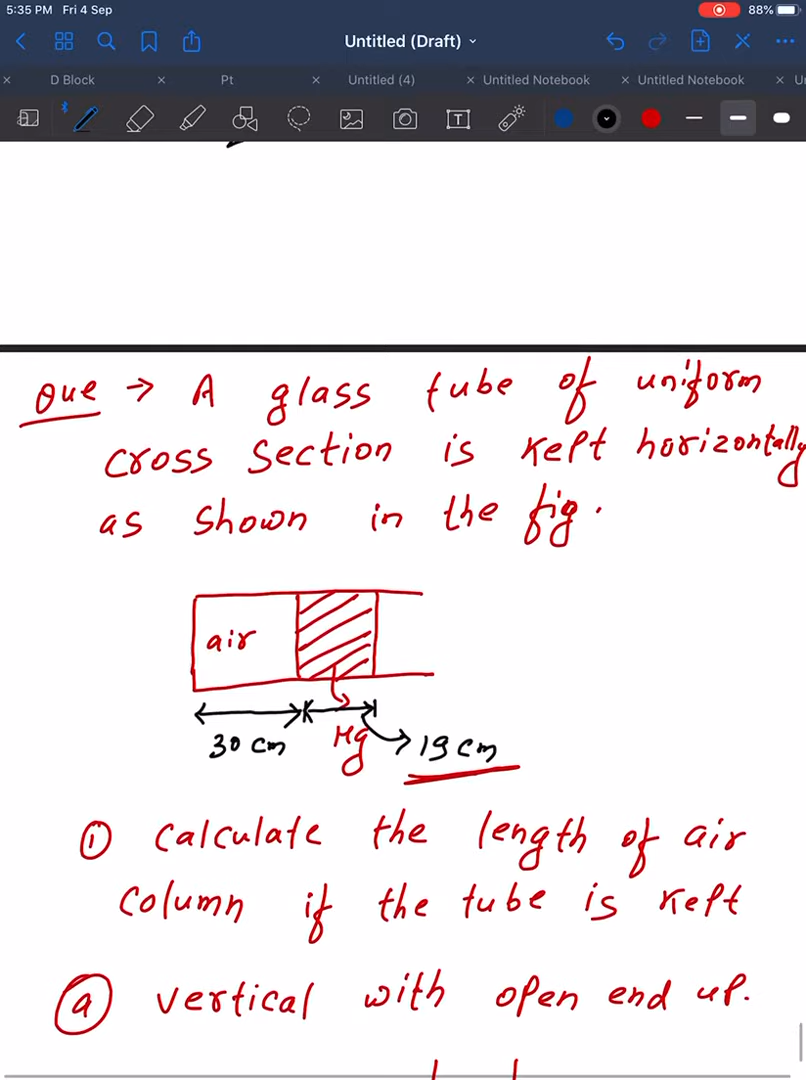 5:35 PM Fri 4 Sep 88%
Untitled (Draft)
D Block Pt Untitled (4) Untitled Notebook Untitled Notebook
T
Que → A glass tube of uniform
cross section is kept horizontally
as shown in the fig.
air
30 cm Hg 19 cm
① Calculate the length of air
column if the tube is kept
ⓐ vertical with open end up.